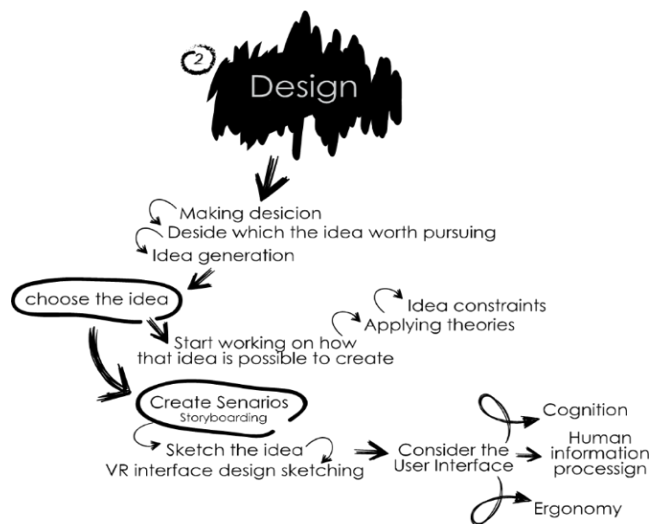 2
Design
Making desicion
Deside which the idea worth pursuing
Idea generation
choose the idea
Idea constraints
Applying theories
Start working on how
that idea is possible to create
Create Senarios
Storyboarding
Sketch the idea
VR interface design sketching
Consider the
User Interface
Cognition
Human
information
processign
Ergonomy